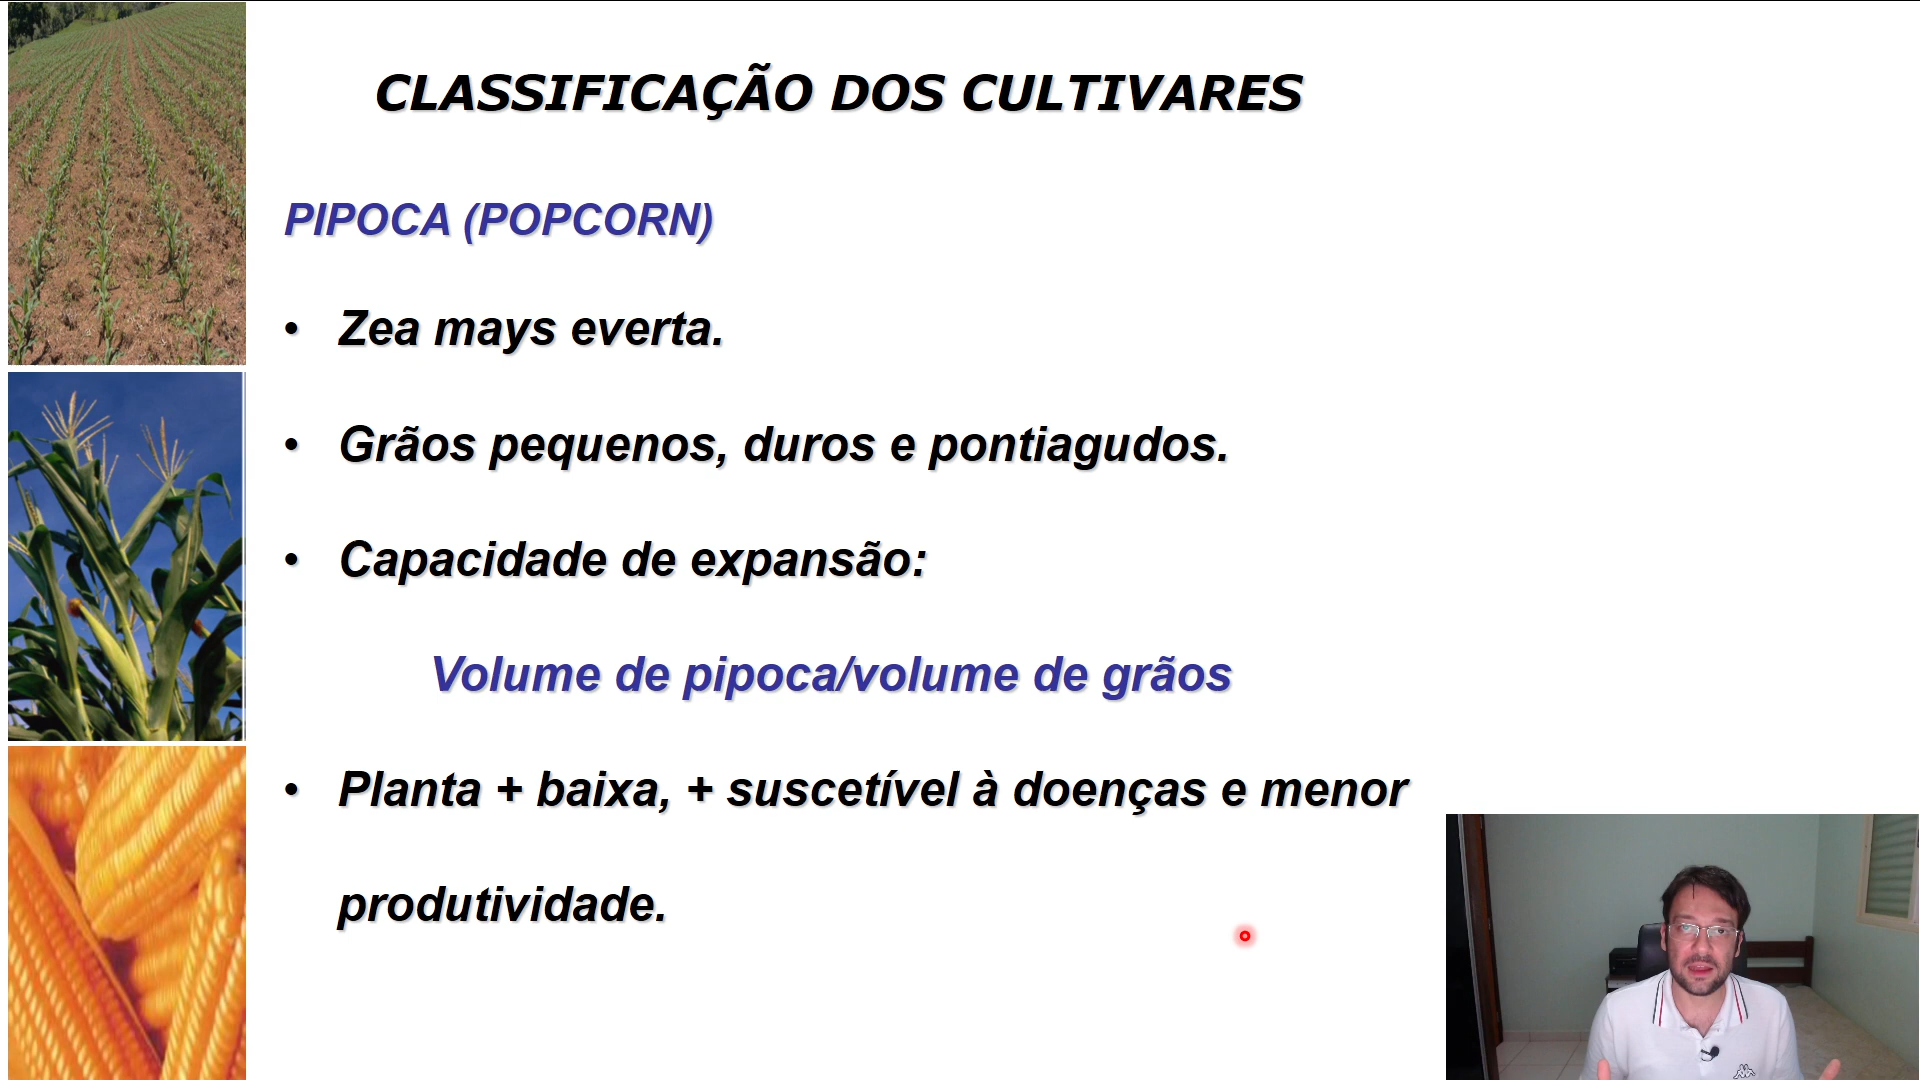 CLASSIFICAÇÃO DOS CULTIVARES
PIPOCA (POPCORN)
• Zea mays everta.
• Grãos pequenos, duros e pontiagudos.
• Capacidade de expansão:
Volume de pipoca/volume de grãos
• Planta + baixa, + suscetível à doenças e menor
produtividade.